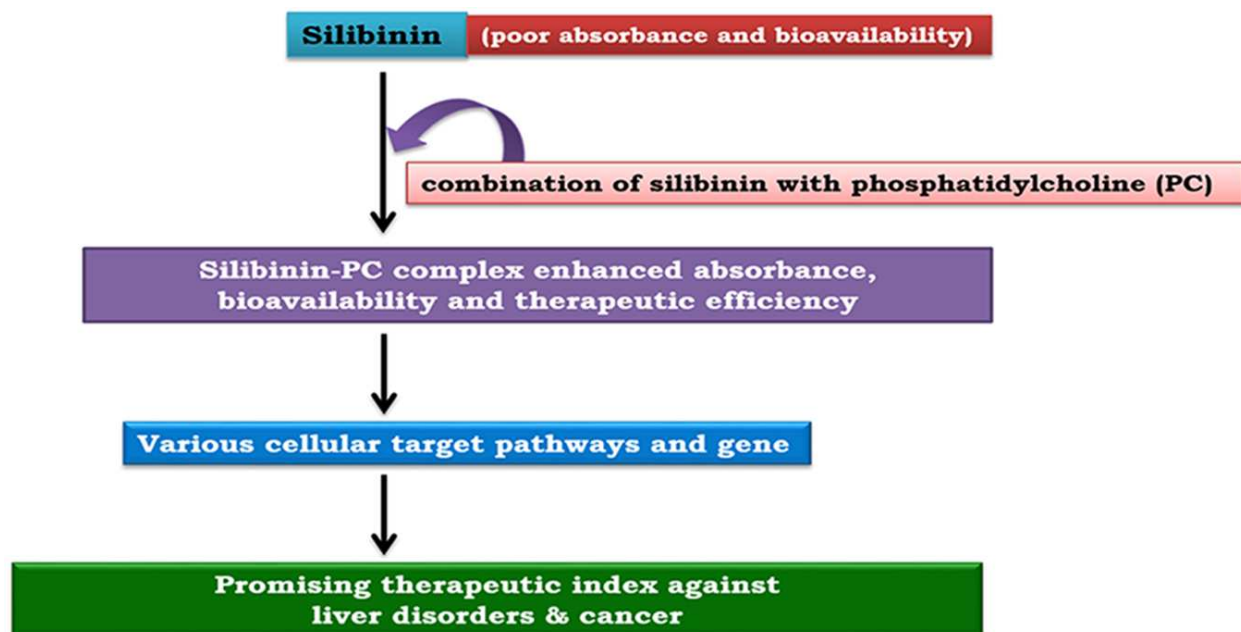 Silibinin (poor absorbance and bioavailability)
combination of silibinin with phosphatidylcholine (PC)
Silibinin-PC complex enhanced absorbance,
bioavailability and therapeutic efficiency
Various cellular target pathways and gene
Promising therapeutic index against
liver disorders & cancer